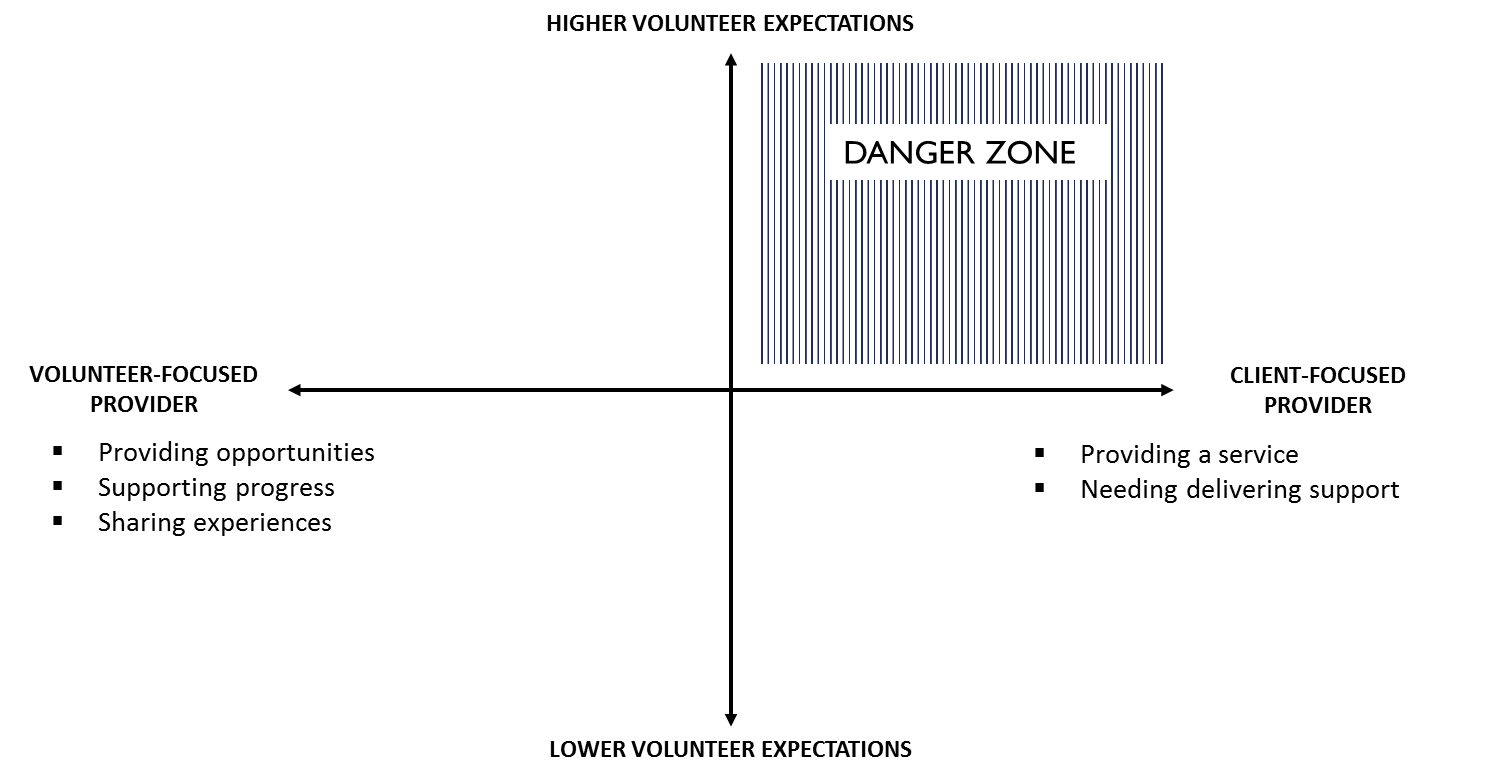 HIGHER VOLUNTEER EXPECTATIONS
DANGER ZONE
VOLUNTEER-FOCUSED
PROVIDER
▪ Providing opportunities
▪ Supporting progress
▪ Sharing experiences
CLIENT-FOCUSED
PROVIDER
▪ Providing a service
▪ Needing delivering support
LOWER VOLUNTEER EXPECTATIONS